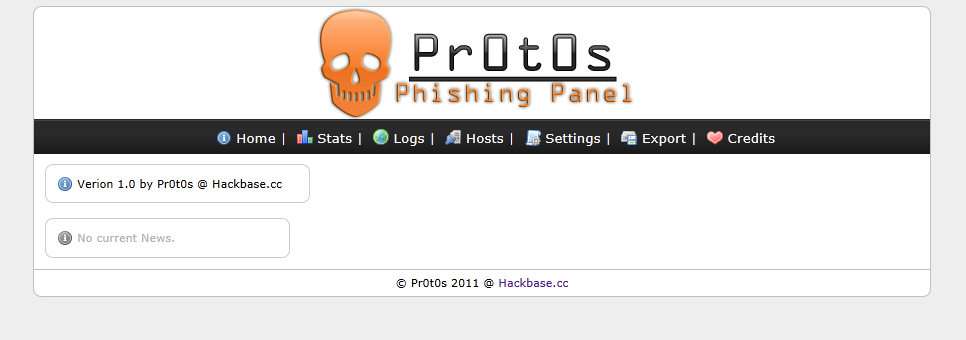 Pr0t0s
Phishing Panel
Home | Stats | Logs | Hosts | Settings | Export | Credits
Verion 1.0 by Pr0t0s @ Hackbase.cc
No current News.
© Pr0t0s 2011 @ Hackbase.cc